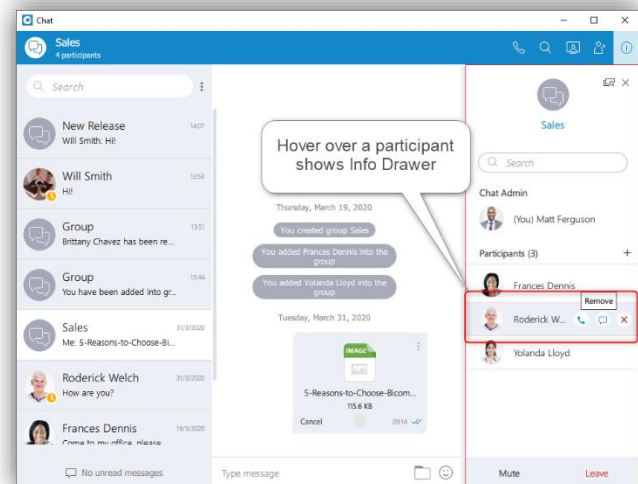 Chat
Sales
4 participants
Search
New Release
14:07
Will Smith: Hi!
Will Smith
13:53
Hi!
Group
13:51
Brittany Chavez has been re...
Group
13:44
You have been added into gr...
Sales
31/3/2020
Me: 5-Reasons-to-Choose-Bi...
Roderick Welch
31/3/2020
How are you?
Frances Dennis
19/3/2020
Come to my office, please
No unread messages
Hover over a participant
shows Info Drawer
Thursday, March 19, 2020
You created group Sales
You added Frances Dennis into the
group
You added Yolanda Lloyd into the
group
Tuesday, March 31, 2020
IMAGE
5-Reasons-to-Choose-Bicom...
115.6 KB
Cancel
09:14
Type message
Sales
Search
Chat Admin
(You) Matt Ferguson
Participants (3)
Frances Dennis
Remove
Roderick W...
Yolanda Lloyd
Mute
Leave